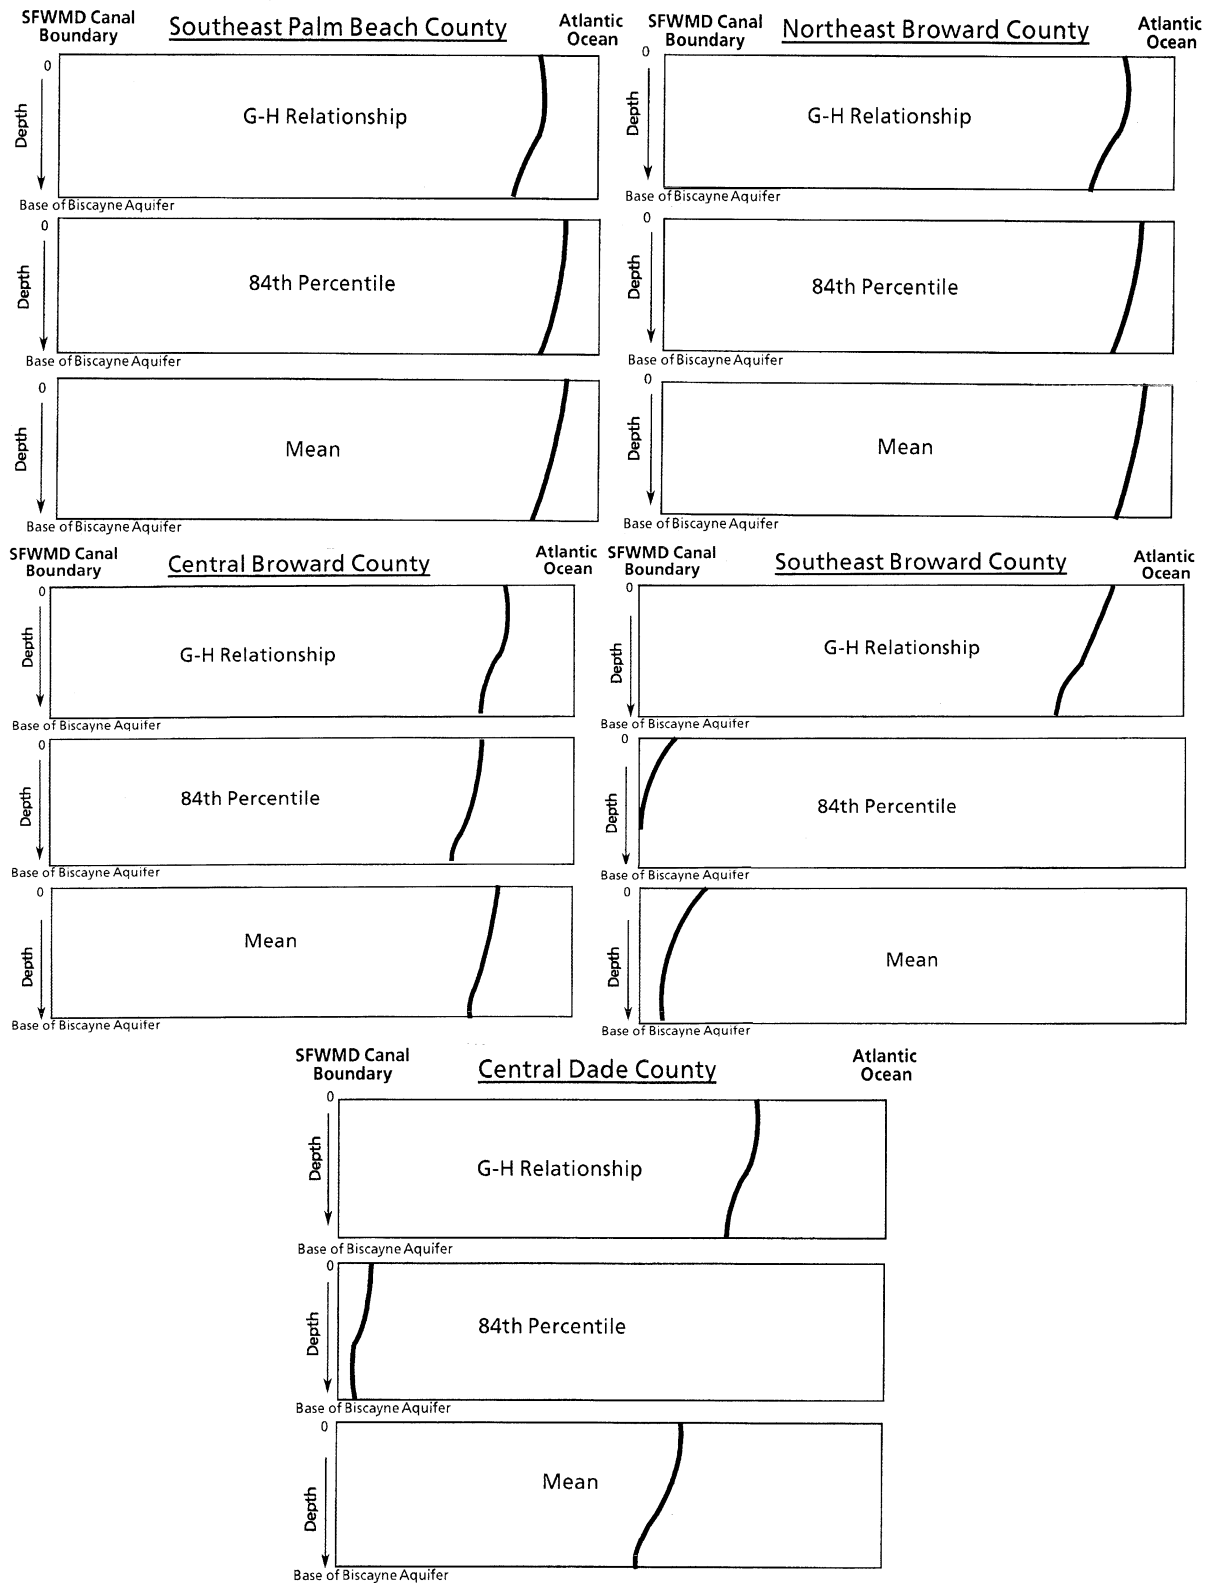 SFWMD Canal
Boundary
Southeast Palm Beach County
Atlantic
Ocean
0
Depth
G-H Relationship
Base of Biscayne Aquifer
0
Depth
84th Percentile
Base of Biscayne Aquifer
0
Depth
Mean
Base of Biscayne Aquifer
SFWMD Canal
Boundary
Northeast Broward County
Atlantic
Ocean
0
Depth
G-H Relationship
Base of Biscayne Aquifer
0
Depth
84th Percentile
Base of Biscayne Aquifer
0
Depth
Mean
Base of Biscayne Aquifer
SFWMD Canal
Boundary
Central Broward County
Atlantic
Ocean
0
Depth
G-H Relationship
Base of Biscayne Aquifer
0
Depth
84th Percentile
Base of Biscayne Aquifer
0
Depth
Mean
Base of Biscayne Aquifer
SFWMD Canal
Boundary
Southeast Broward County
Atlantic
Ocean
0
Depth
G-H Relationship
Base of Biscayne Aquifer
0
Depth
84th Percentile
Base of Biscayne Aquifer
0
Depth
Mean
Base of Biscayne Aquifer
SFWMD Canal
Boundary
Central Dade County
Atlantic
Ocean
0
Depth
G-H Relationship
Base of Biscayne Aquifer
0
Depth
84th Percentile
Base of Biscayne Aquifer
0
Depth
Mean
Base of Biscayne Aquifer